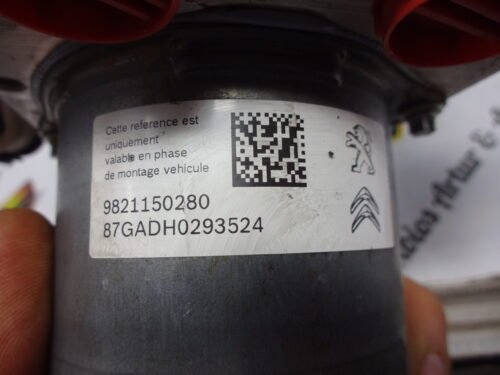 Cette reference est
uniquement
valable en phase
de montage vehicule
9821150280
87GADH0293524